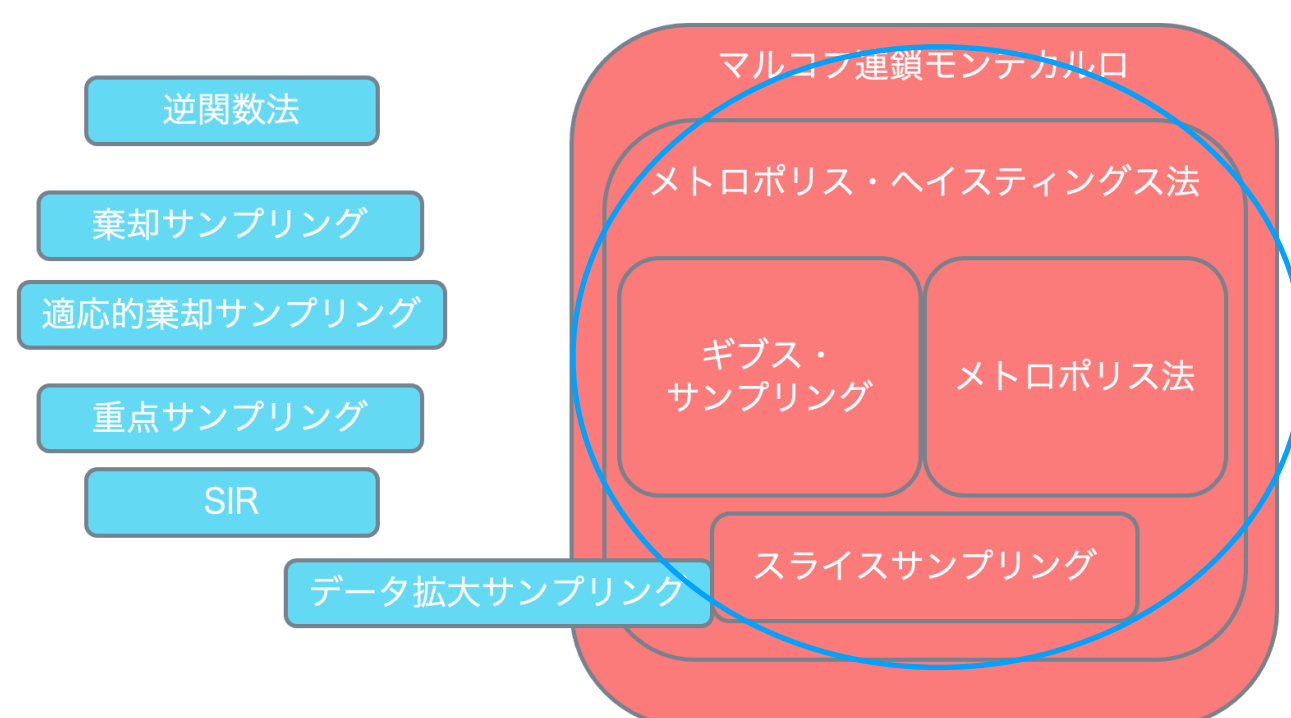 逆関数法
棄却サンプリング
適応的棄却サンプリング
重点サンプリング
SIR
データ拡大サンプリング
マルコフ連鎖モンテカルロ
メトロポリス・ヘイスティングス法
ギブス・
サンプリング
メトロポリス法
スライスサンプリング